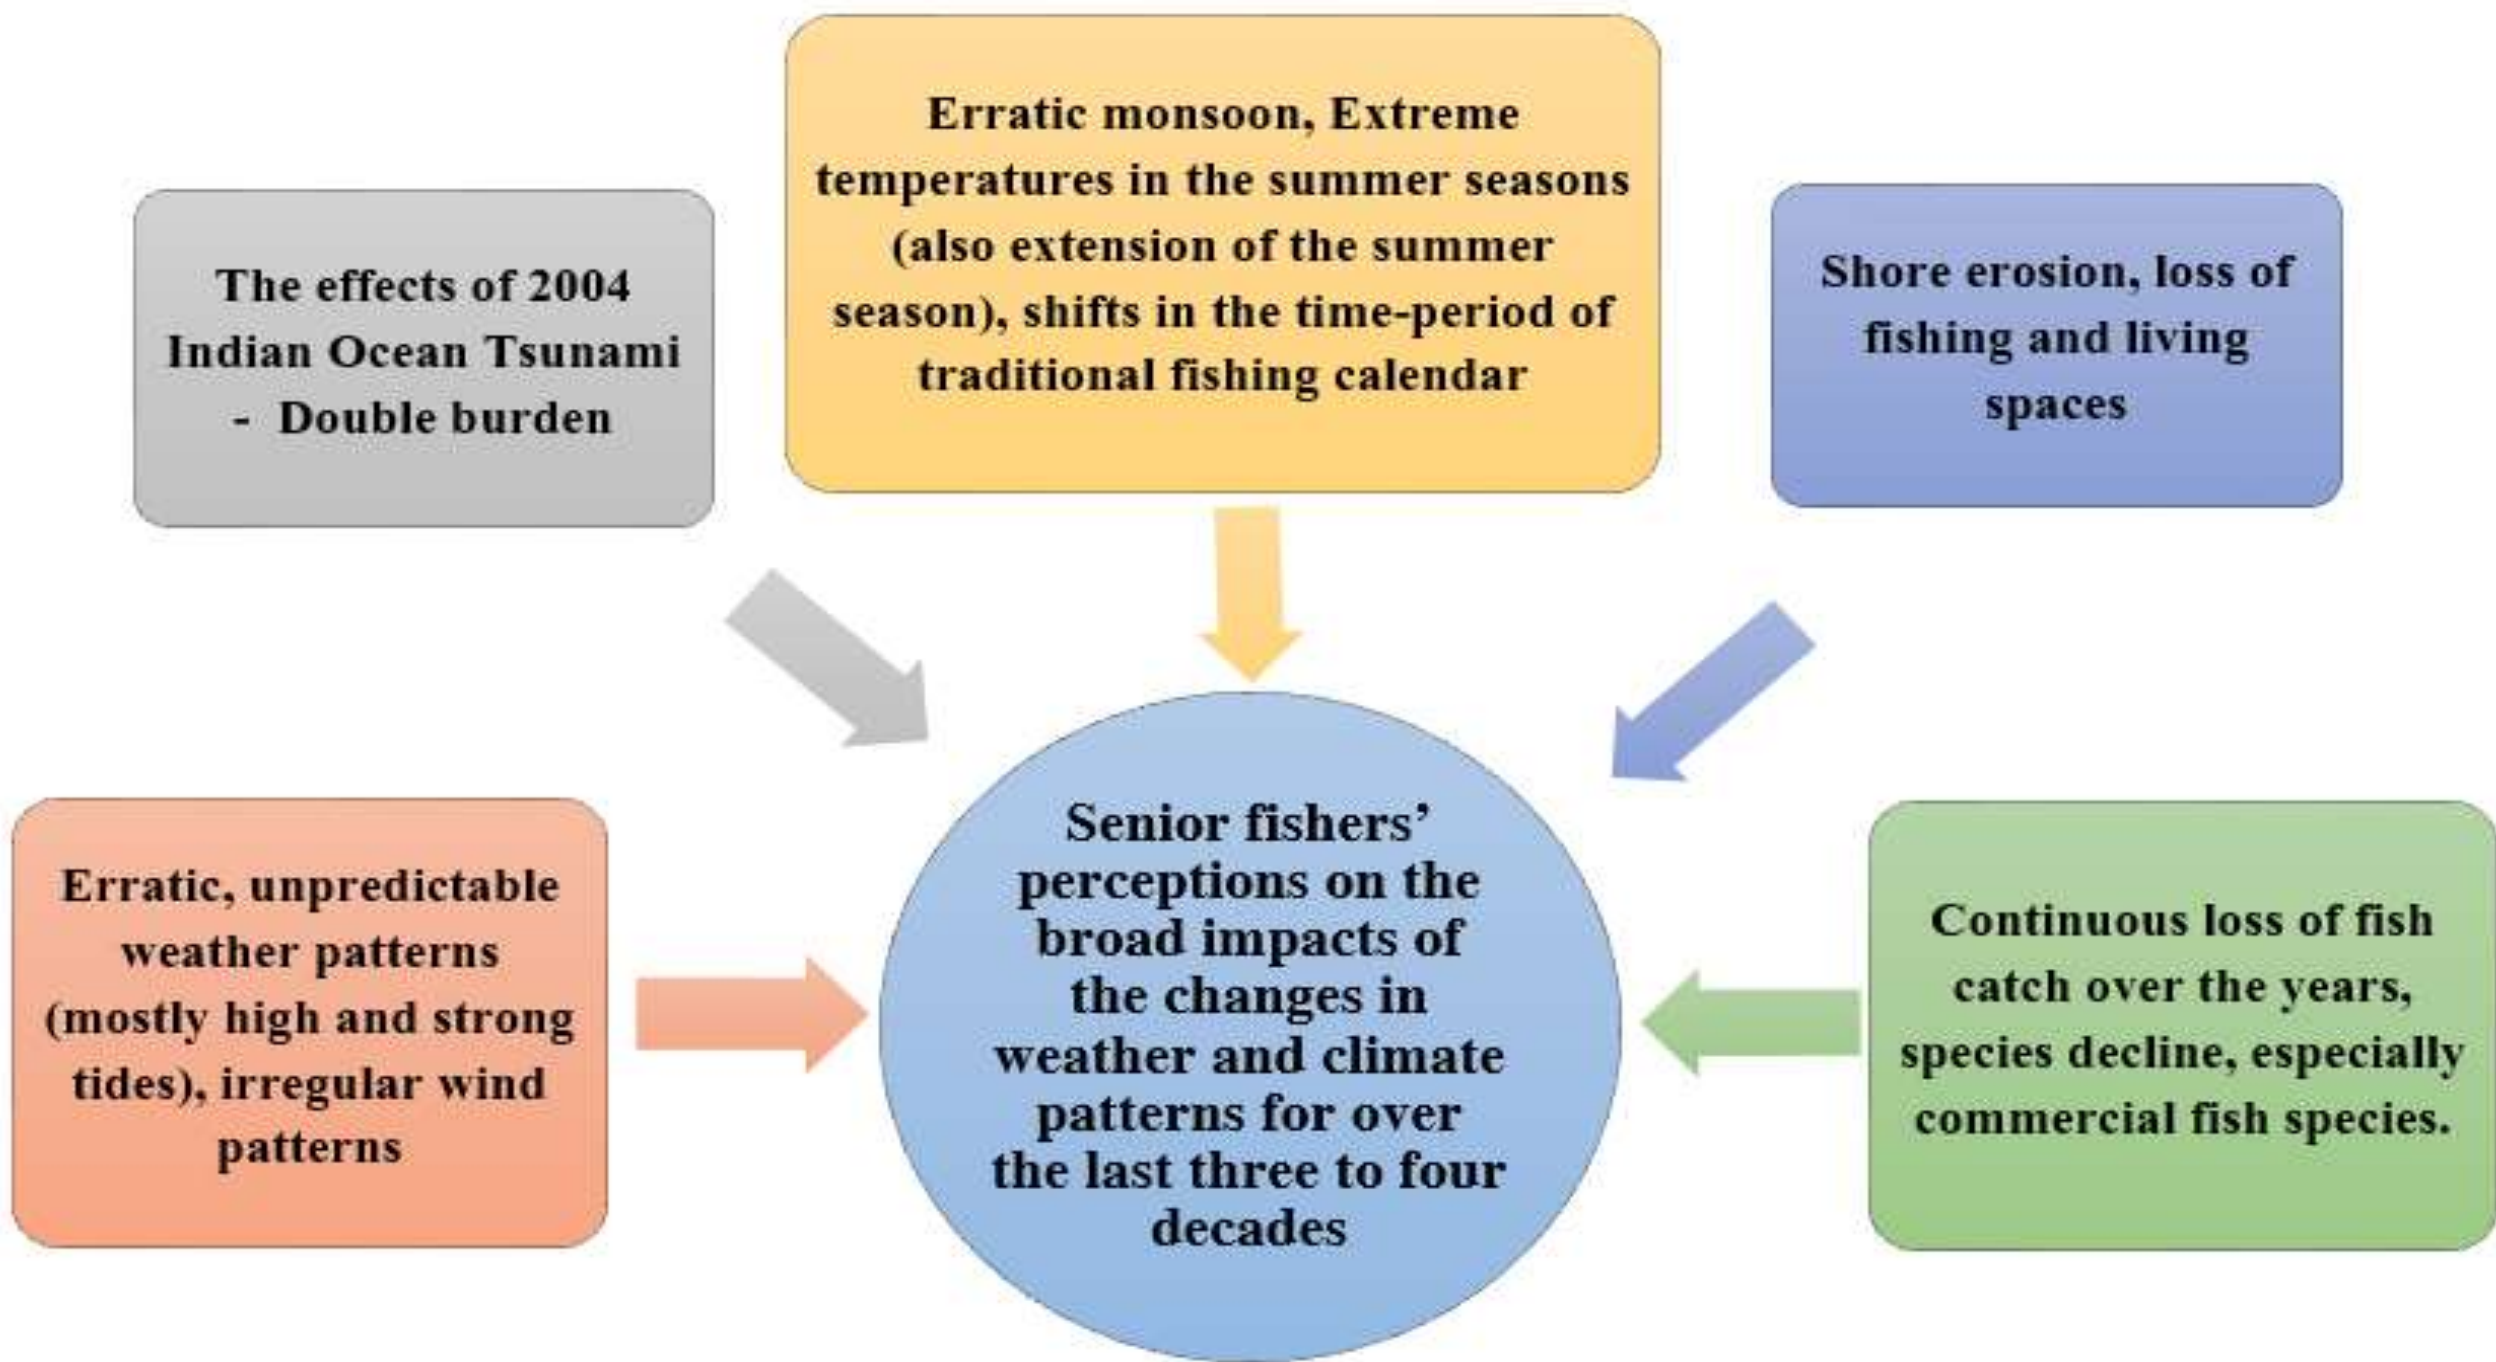 Erratic monsoon, Extreme
temperatures in the summer seasons
(also extension of the summer
season), shifts in the time-period of
traditional fishing calendar
The effects of 2004
Indian Ocean Tsunami
- Double burden
Shore erosion, loss of
fishing and living
spaces
Erratic, unpredictable
weather patterns
(mostly high and strong
tides), irregular wind
patterns
Senior fishers’
perceptions on the
broad impacts of
the changes in
weather and climate
patterns for over
the last three to four
decades
Continuous loss of fish
catch over the years,
species decline, especially
commercial fish species.